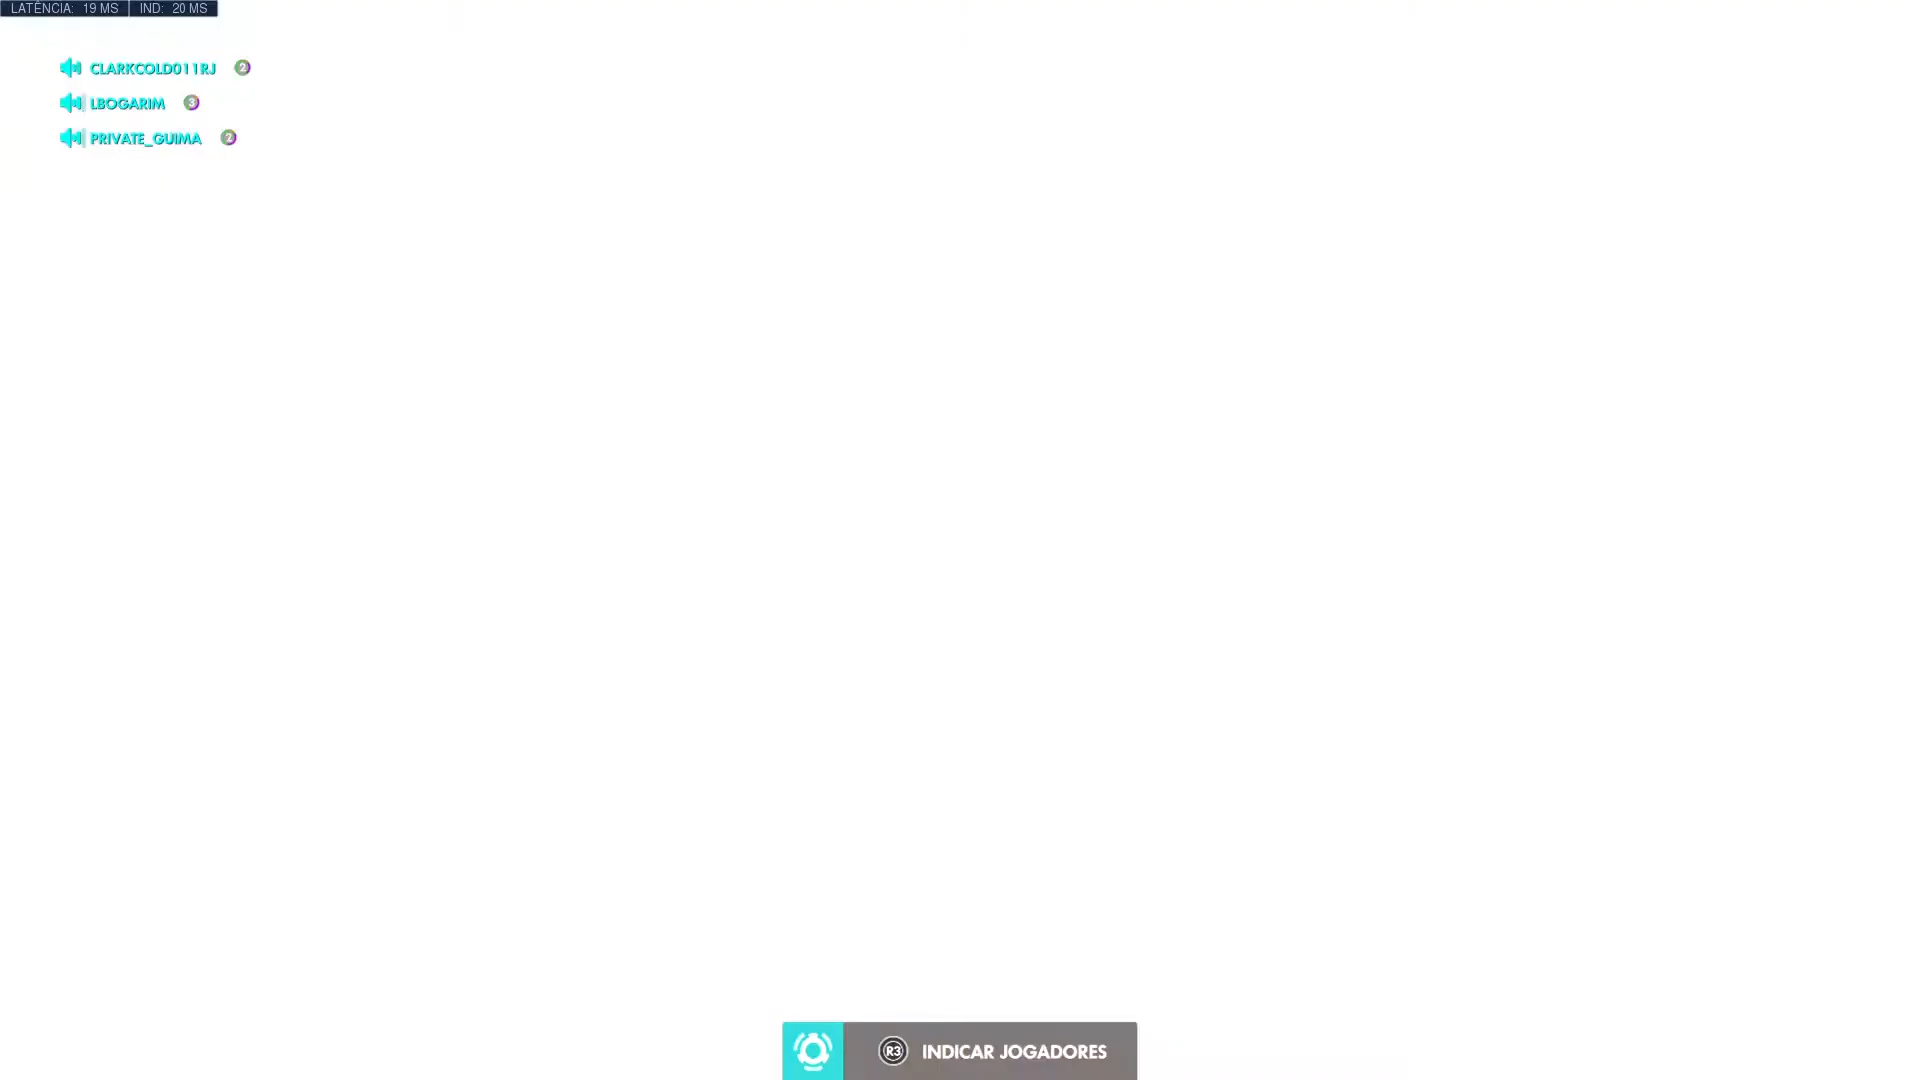 LATÊNCIA: 19 MS IND: 20 MS
CLARKCOLD011RJ 2
LBOGARIM 3
PRIVATE_GUIMA 2
R3 INDICAR JOGADORES